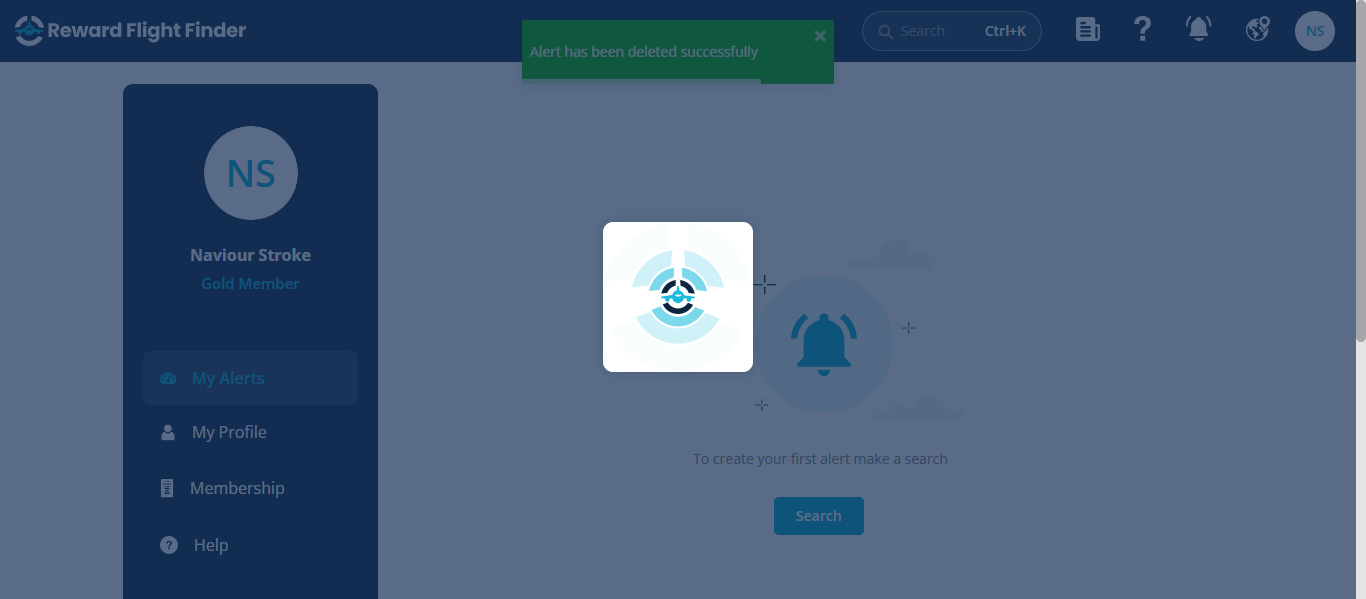 Reward Flight Finder
Alert has been deleted successfully
×
Search
Ctrl+K
?
NS
NS
Naviour Stroke
Gold Member
My Alerts
My Profile
Membership
?
Help
To create your first alert make a search
Search